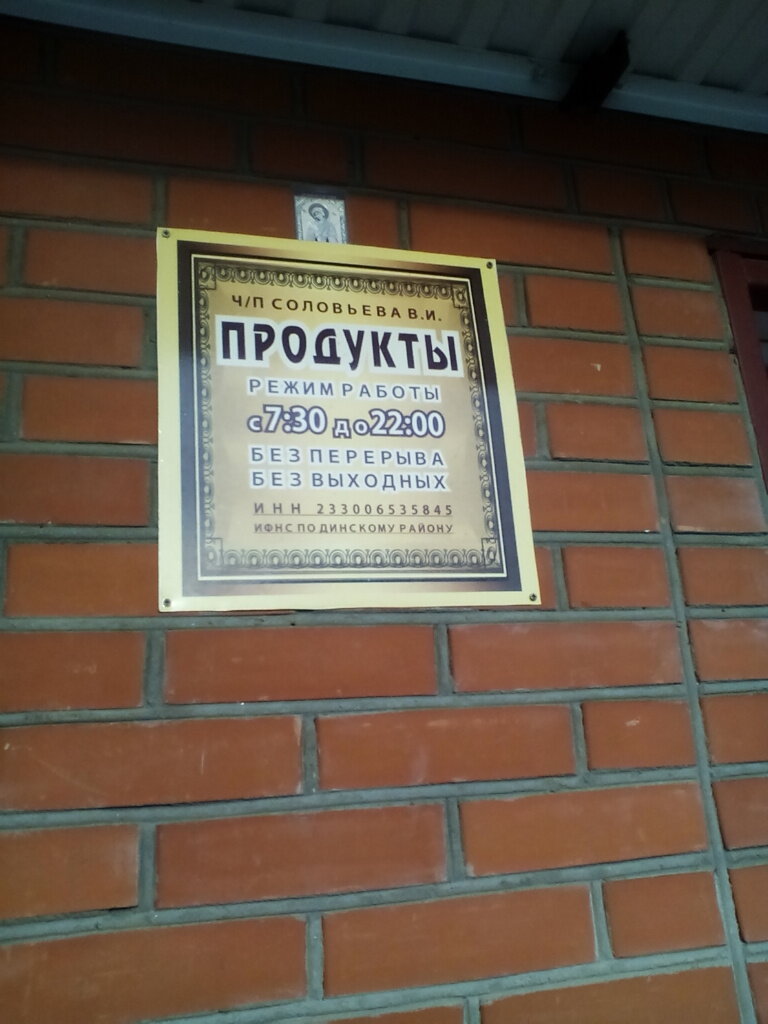 Ч/П СОЛОВЬЕВА В.И.
ПРОДУКТЫ
РЕЖИМ РАБОТЫ
с 7:30 до 22:00
БЕЗ ПЕРЕРЫВА
БЕЗ ВЫХОДНЫХ
ИНН 233006535845
ИФНС ПО ДИНСКОМУ РАЙОНУ